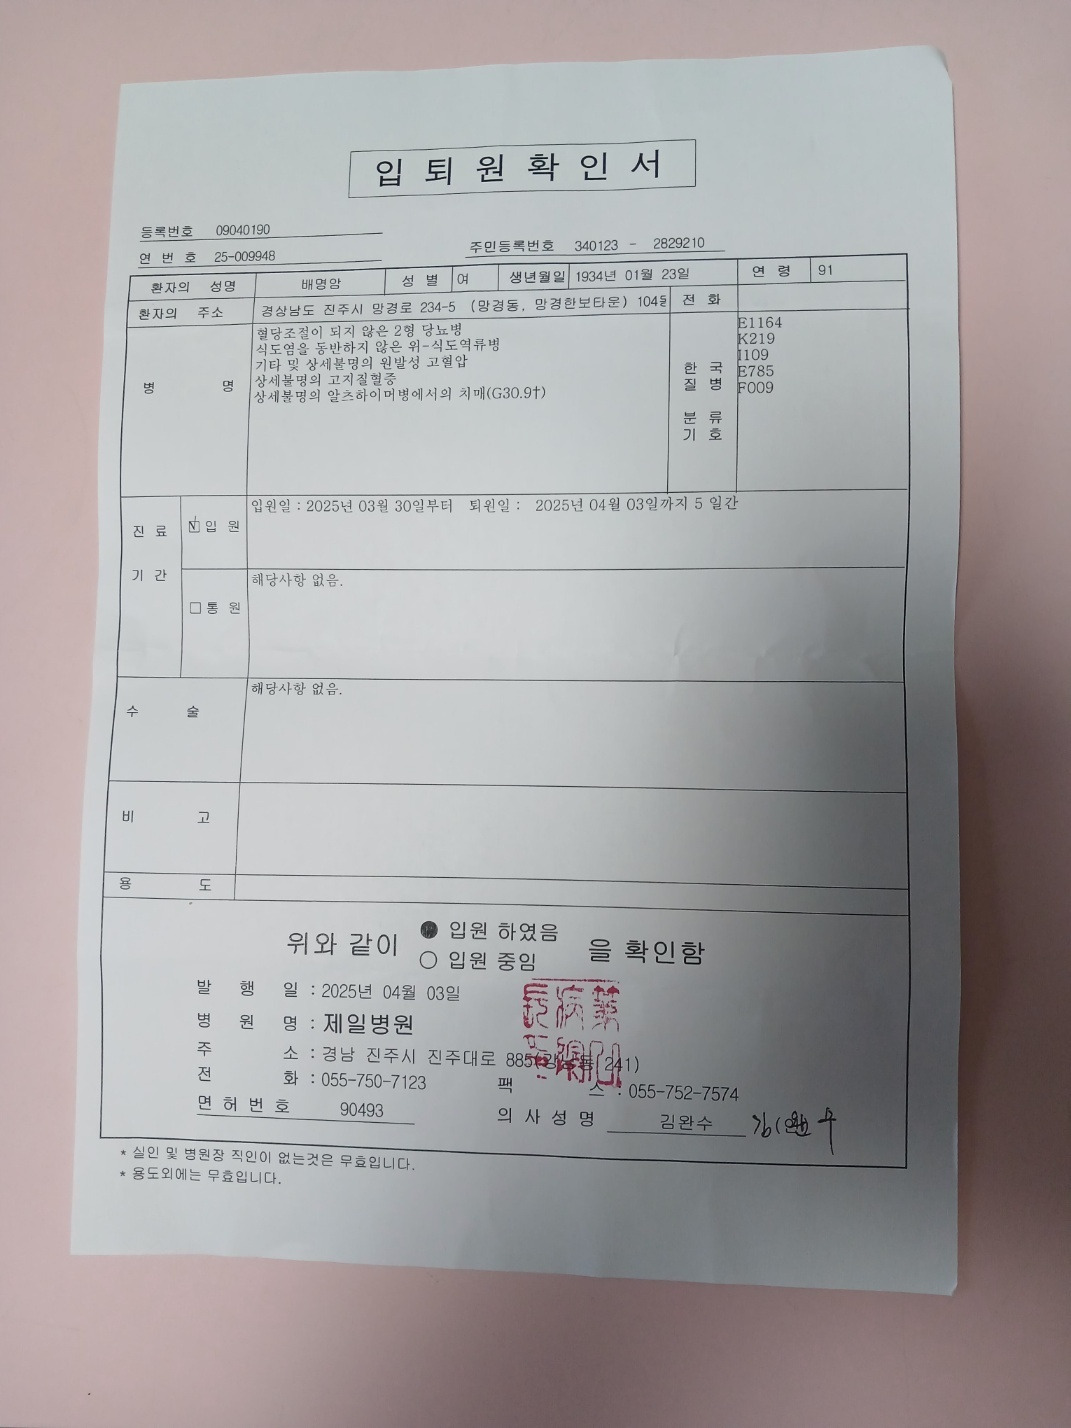 입 퇴 원 확 인 서
등록번호 09040190
연 번 호 25-009948
주민등록번호 340123 - 2829210
환자의 성명 배명암 성 별 여 생년월일 1934년 01월 23일 연 령 91
환자의 주소 경상남도 진주시 망경로 234-5 (망경동, 망경한보타운) 104동 전 화
병 명
혈당조절이 되지 않은 2형 당뇨병
식도염을 동반하지 않은 위-식도역류병
기타 및 상세불명의 원발성 고혈압
상세불명의 고지질혈증
상세불명의 알츠하이머병에서의 치매(G30.9†)
한 국
질 병
분 류
기 호
E1164
K219
I109
E785
F009
진 료
기 간
입 원
입원일 : 2025년 03월 30일부터 퇴원일 : 2025년 04월 03일까지 5 일간
통 원
해당사항 없음.
수 술
해당사항 없음.
비 고
용 도
위와 같이 ● 입원 하였음 을 확인함
○ 입원 중임
발 행 일 : 2025년 04월 03일
병 원 명 : 제일병원
주 소 : 경남 진주시 진주대로 885 241)
전 화 : 055-750-7123 팩 스 : 055-752-7574
면 허 번 호 90493 의 사 성 명 김완수
* 실인 및 병원장 직인이 없는것은 무효입니다.
* 용도외에는 무효입니다.